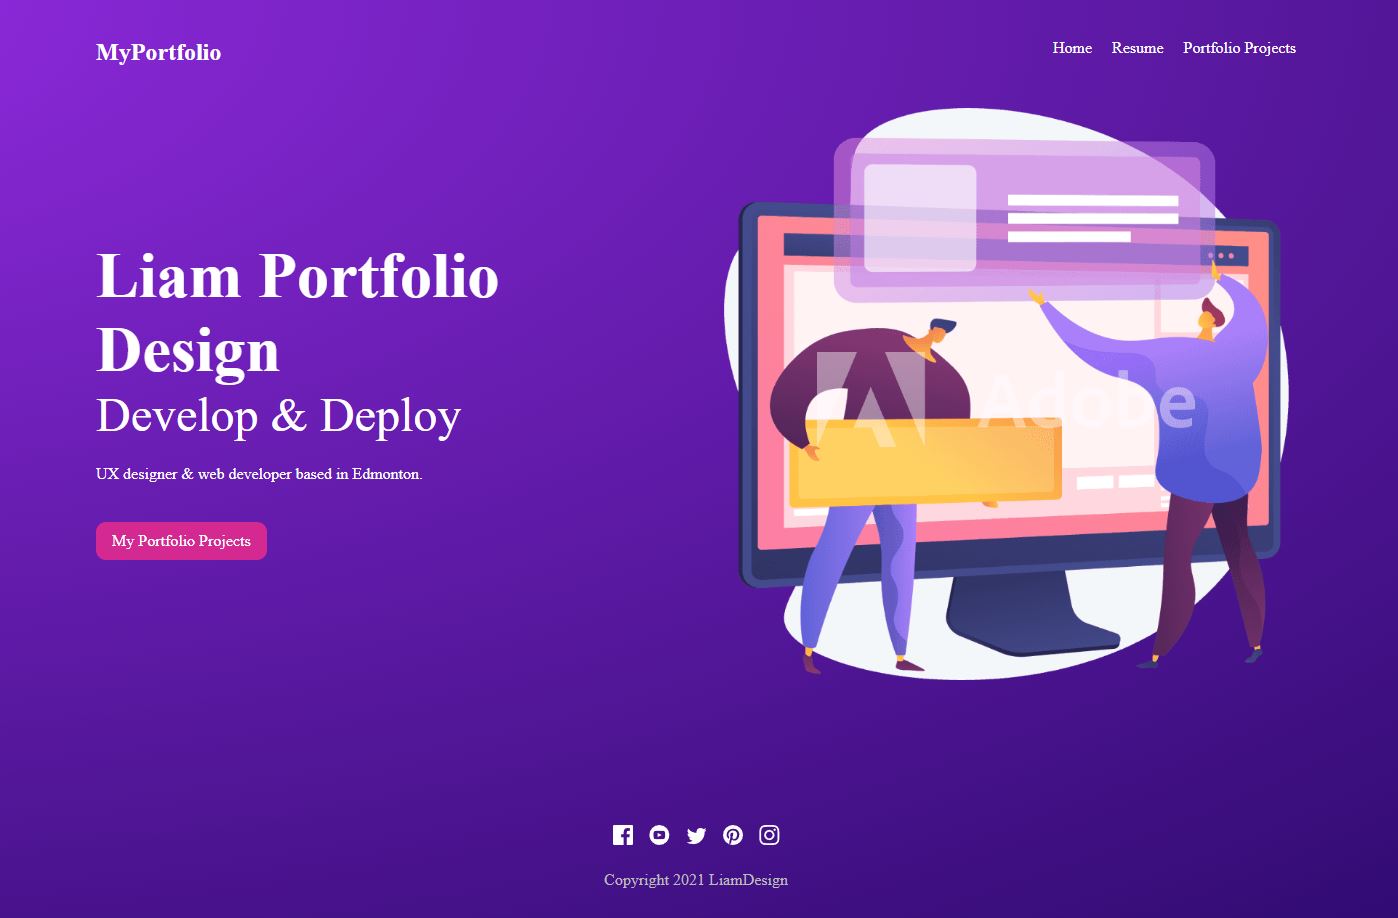 MyPortfolio
Home Resume Portfolio Projects
Liam Portfolio
Design
Develop & Deploy
UX designer & web developer based in Edmonton.
My Portfolio Projects
Adobe
Copyright 2021 LiamDesign